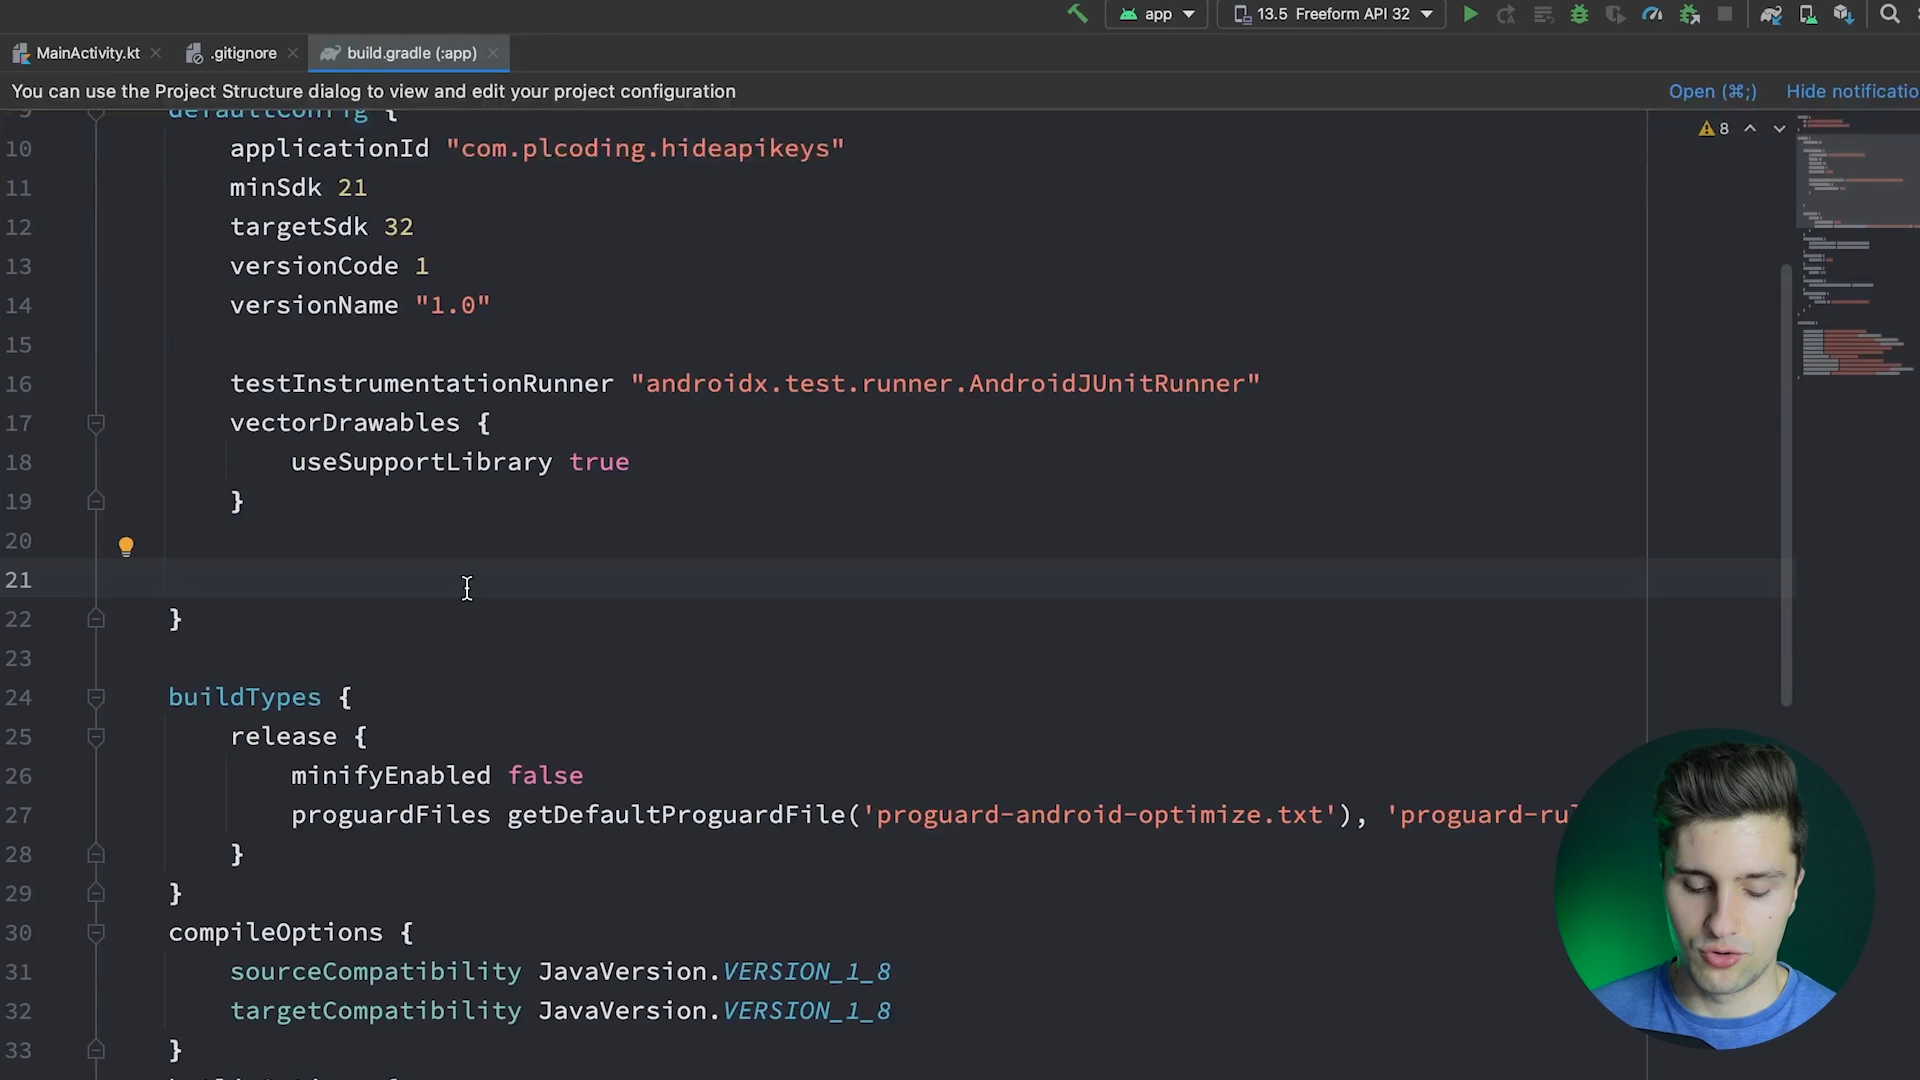 app
13.5 Freeform API 32
MainActivity.kt
.gitignore
build.gradle (:app)
You can use the Project Structure dialog to view and edit your project configuration
Open (⌘;)
Hide notificatio
8
9 defaultConfig {
10 applicationId "com.plcoding.hideapikeys"
11 minSdk 21
12 targetSdk 32
13 versionCode 1
14 versionName "1.0"
15
16 testInstrumentationRunner "androidx.test.runner.AndroidJUnitRunner"
17 vectorDrawables {
18 useSupportLibrary true
19 }
20
21
22 }
23
24 buildTypes {
25 release {
26 minifyEnabled false
27 proguardFiles getDefaultProguardFile('proguard-android-optimize.txt'), 'proguard-ru
28 }
29 }
30 compileOptions {
31 sourceCompatibility JavaVersion.VERSION_1_8
32 targetCompatibility JavaVersion.VERSION_1_8
33 }